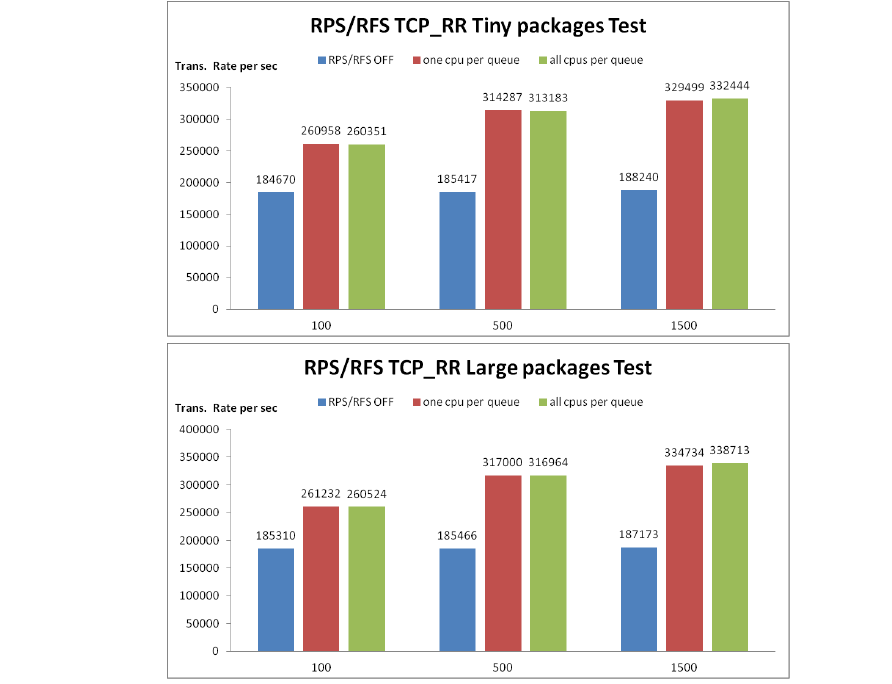 RPS/RFS TCP_RR Tiny packages Test
Trans. Rate per sec
RPS/RFS OFF one cpu per queue all cpus per queue
350000
300000
250000
200000
150000
100000
50000
0
184670 260958 260351
185417 314287 313183
188240 329499 332444
100 500 1500
RPS/RFS TCP_RR Large packages Test
Trans. Rate per sec
RPS/RFS OFF one cpu per queue all cpus per queue
400000
350000
300000
250000
200000
150000
100000
50000
0
185310 261232 260524
185466 317000 316964
187173 334734 338713
100 500 1500